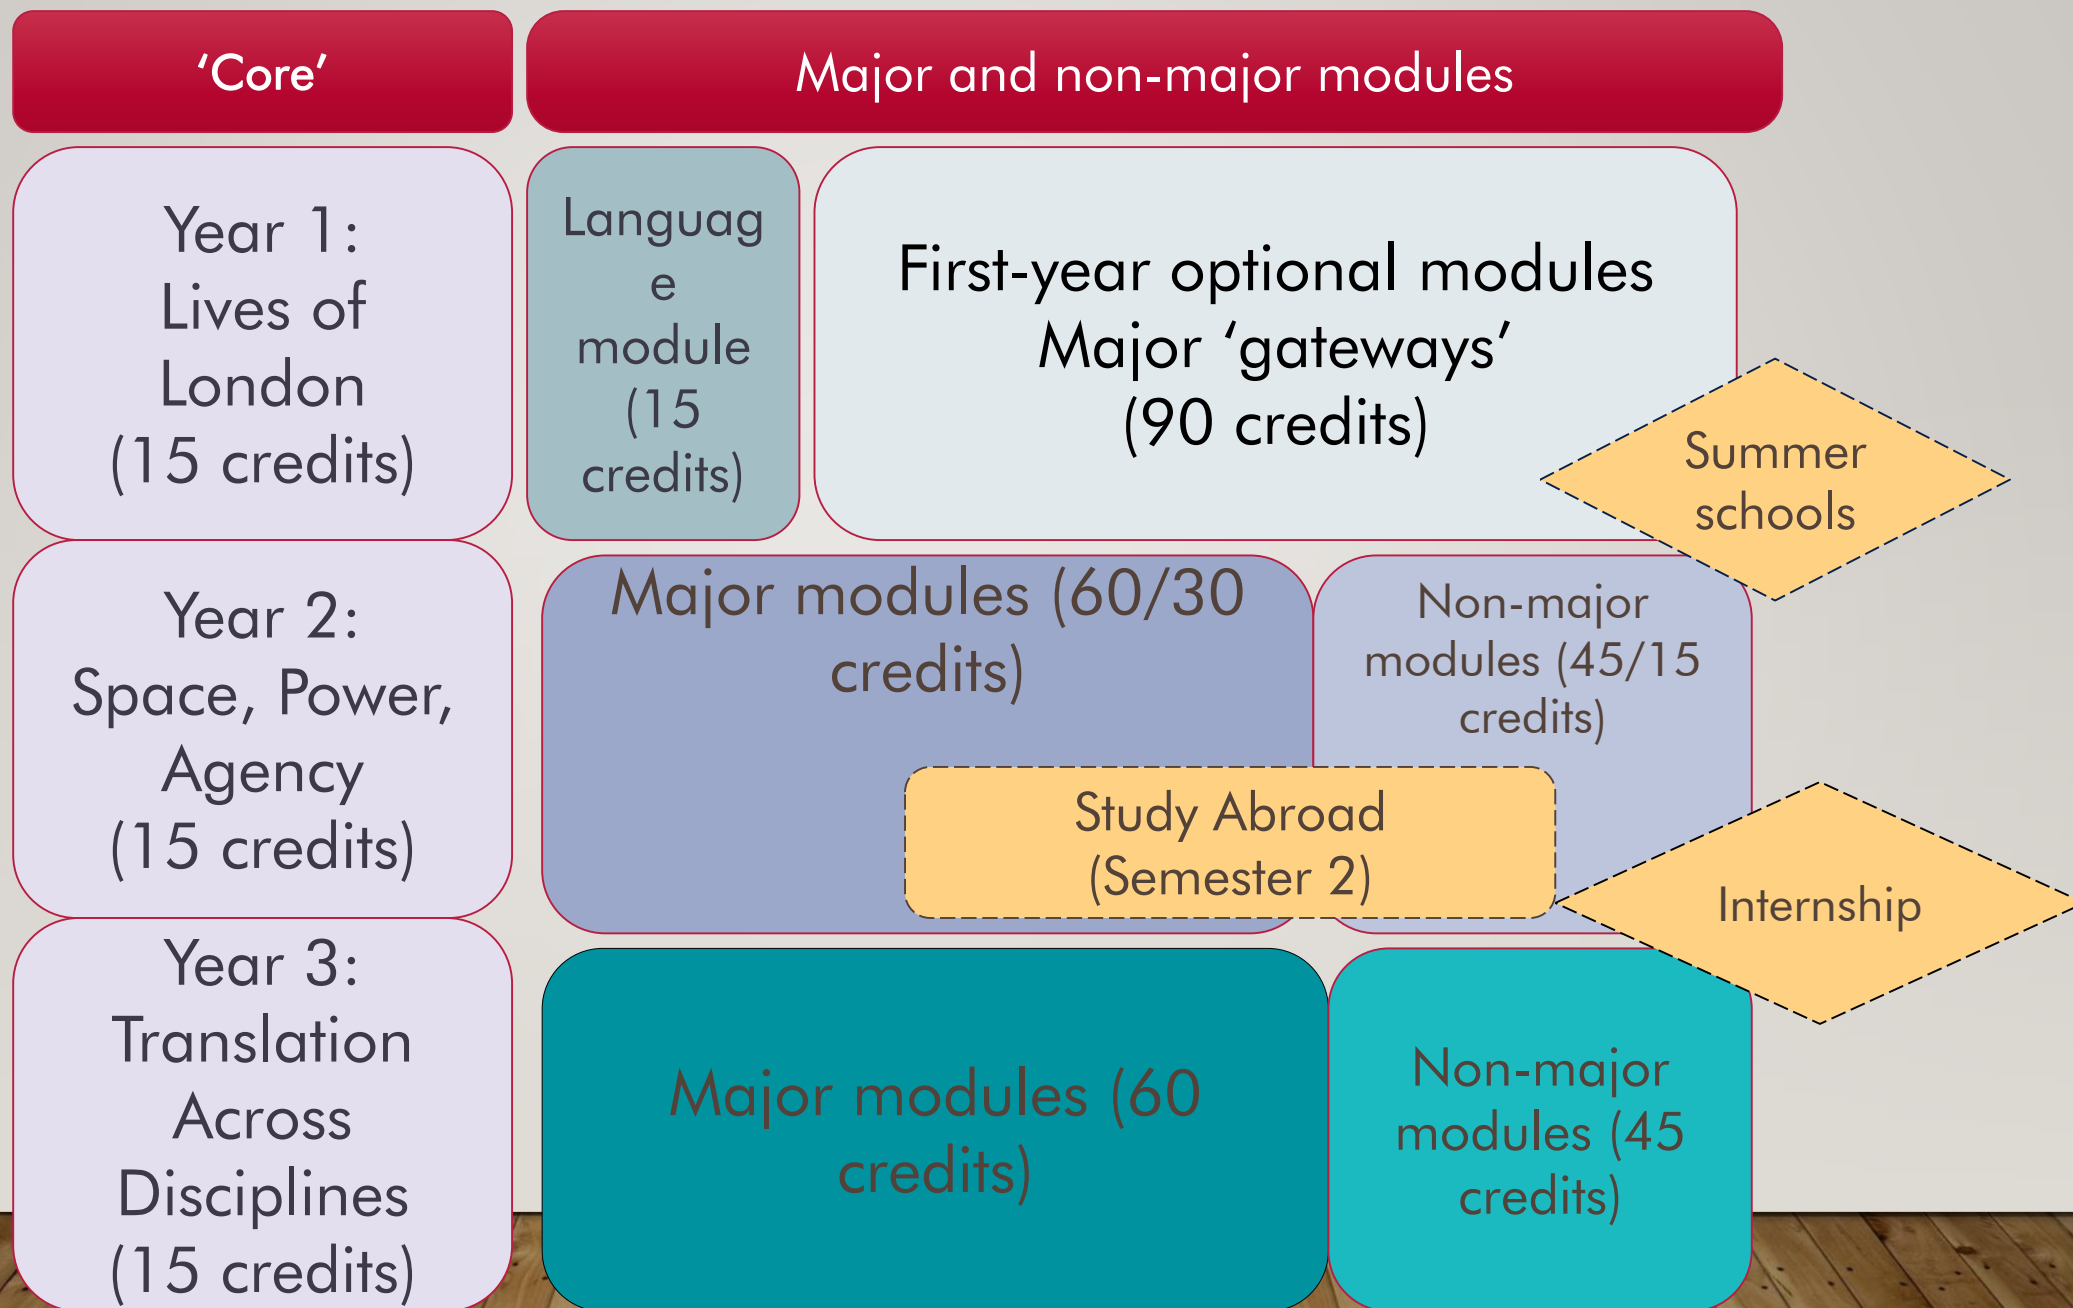 ‘Core’
Major and non-major modules
Year 1:
Lives of
London
(15 credits)
Languag
e
module
(15
credits)
First-year optional modules
Major ‘gateways’
(90 credits)
Summer
schools
Year 2:
Space, Power,
Agency
(15 credits)
Major modules (60/30
credits)
Non-major
modules (45/15
credits)
Study Abroad
(Semester 2)
Internship
Year 3:
Translation
Across
Disciplines
(15 credits)
Major modules (60
credits)
Non-major
modules (45
credits)